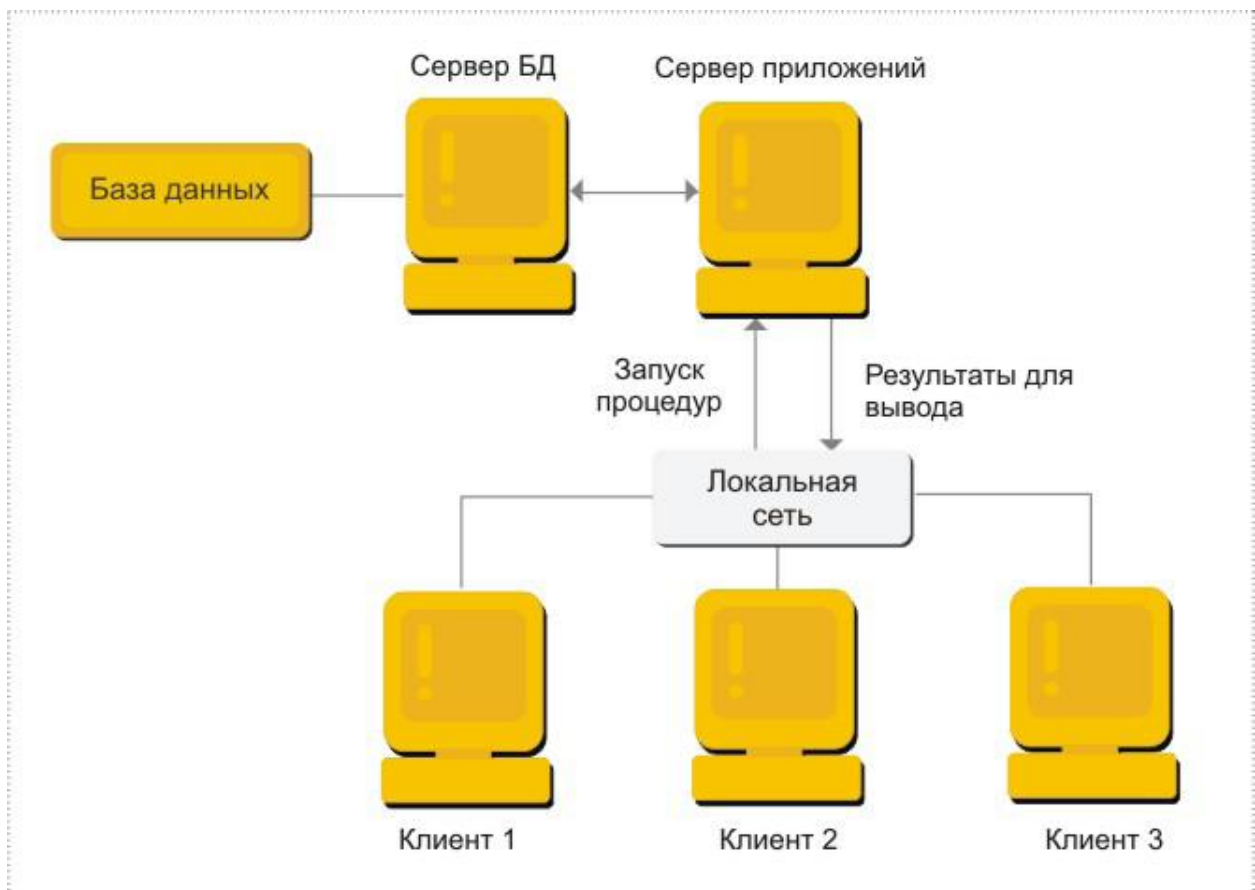 Сервер БД
Сервер приложений
База данных
Запуск
процедур
Результаты для
вывода
Локальная
сеть
Клиент 1
Клиент 2
Клиент 3